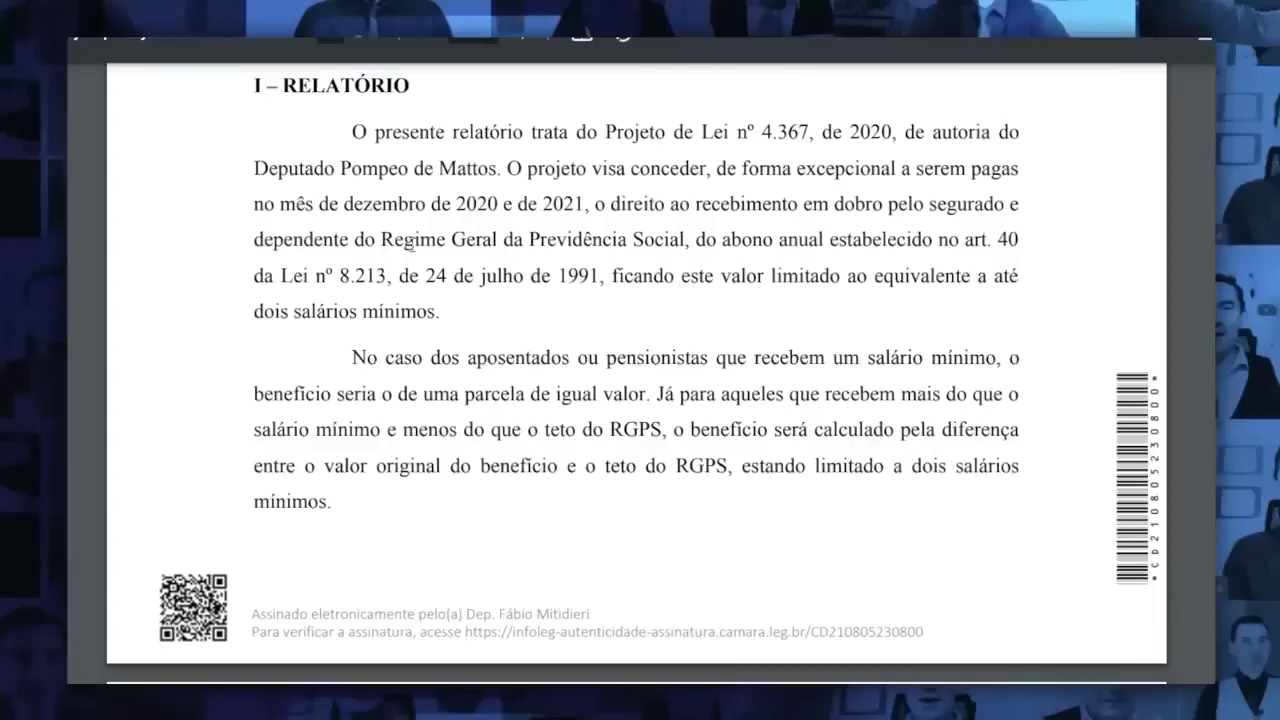 I – RELATÓRIO
O presente relatório trata do Projeto de Lei nº 4.367, de 2020, de autoria do
Deputado Pompeo de Mattos. O projeto visa conceder, de forma excepcional a serem pagas
no mês de dezembro de 2020 e de 2021, o direito ao recebimento em dobro pelo segurado e
dependente do Regime Geral da Previdência Social, do abono anual estabelecido no art. 40
da Lei nº 8.213, de 24 de julho de 1991, ficando este valor limitado ao equivalente a até
dois salários mínimos.
No caso dos aposentados ou pensionistas que recebem um salário mínimo, o
benefício seria o de uma parcela de igual valor. Já para aqueles que recebem mais do que o
salário mínimo e menos do que o teto do RGPS, o benefício será calculado pela diferença
entre o valor original do benefício e o teto do RGPS, estando limitado a dois salários
mínimos.
*CD210805230800*
Assinado eletronicamente pelo(a) Dep. Fábio Mitidieri
Para verificar a assinatura, acesse https://infoleg-autenticidade-assinatura.camara.leg.br/CD210805230800